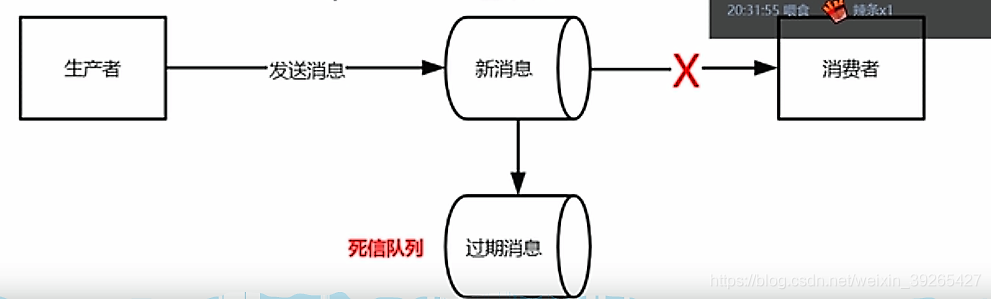 20:31:55 喂食 辣条x1
生产者
发送消息
新消息
X
消费者
死信队列
过期消息
https://blog.csdn.net/weixin_39265427